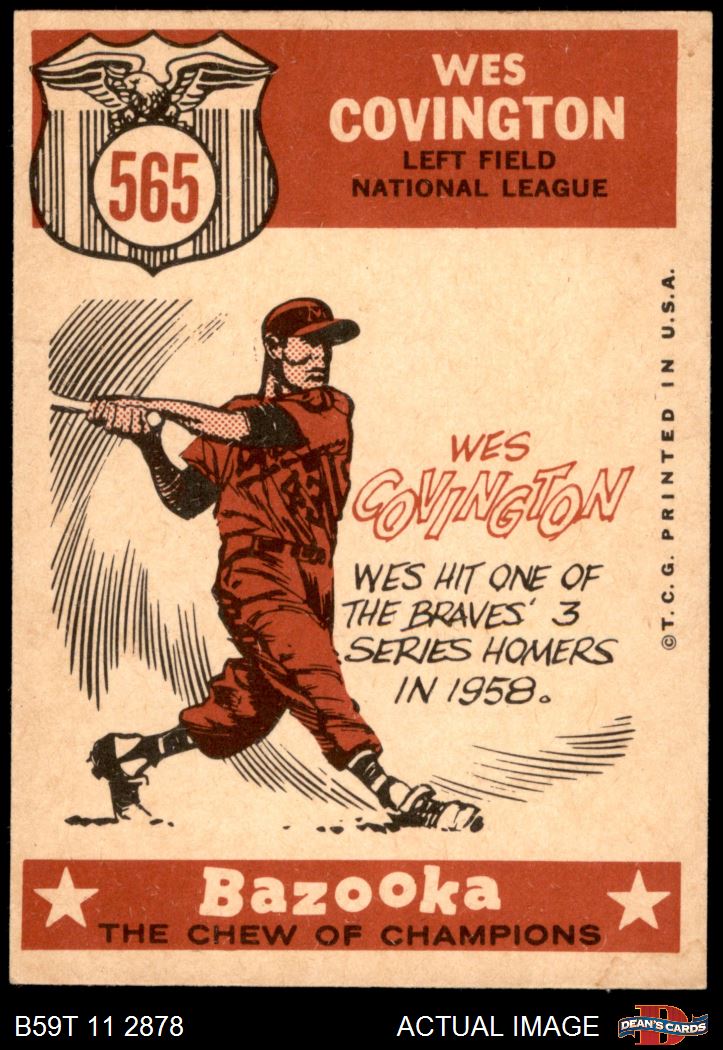 565
WES
COVINGTON
LEFT FIELD
NATIONAL LEAGUE
M
WES
COVINGTON
WES HIT ONE OF
THE BRAVES' 3
SERIES HOMERS
IN 1958.
© T. C. G. PRINTED IN U.S.A.
Bazooka
THE CHEW OF CHAMPIONS
B59T 11 2878
ACTUAL IMAGE
D
DEAN'S CARDS